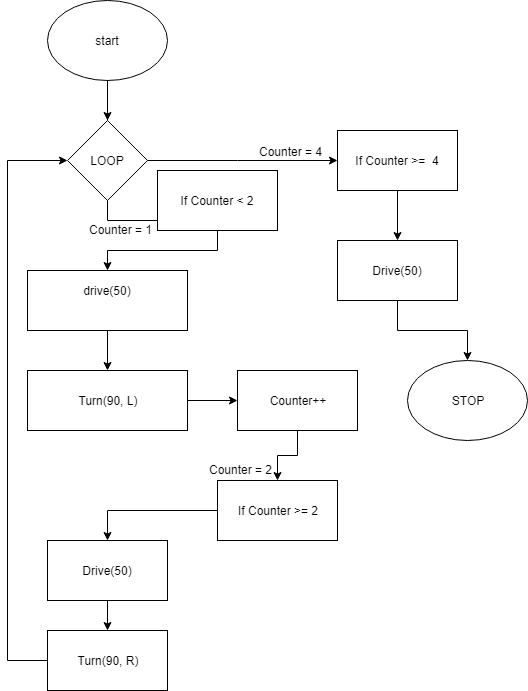 start
LOOP
Counter = 4
If Counter >= 4
If Counter < 2
Counter = 1
drive(50)
Drive(50)
Turn(90, L)
Counter++
STOP
Counter = 2
If Counter >= 2
Drive(50)
Turn(90, R)